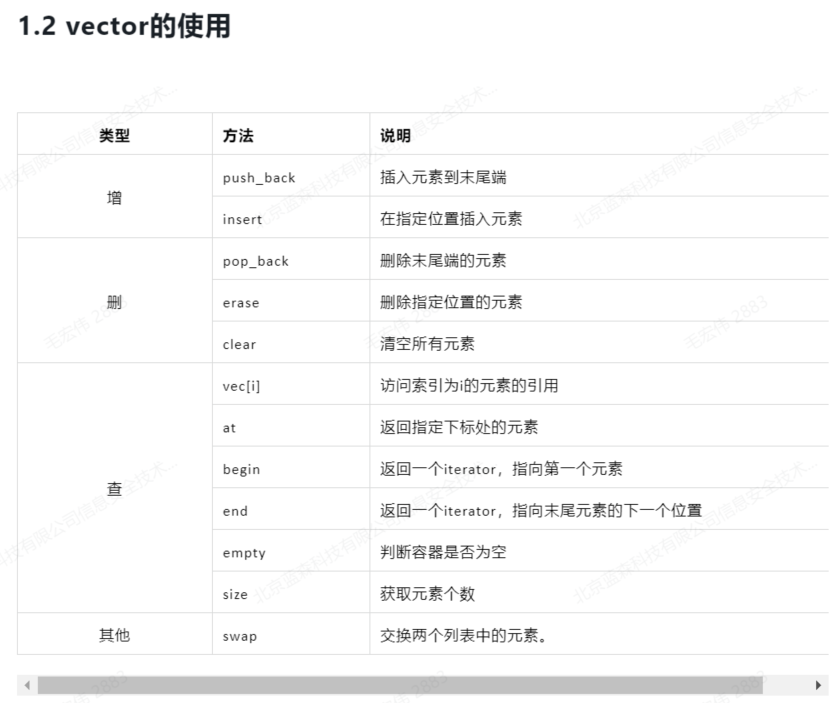 1.2 vector的使用
类型 方法 说明
增
push_back 插入元素到末尾端
insert 在指定位置插入元素
删
pop_back 删除末尾端的元素
erase 删除指定位置的元素
clear 清空所有元素
查
vec[i] 访问索引为i的元素的引用
at 返回指定下标处的元素
begin 返回一个iterator，指向第一个元素
end 返回一个iterator，指向末尾元素的下一个位置
empty 判断容器是否为空
size 获取元素个数
其他 swap 交换两个列表中的元素。